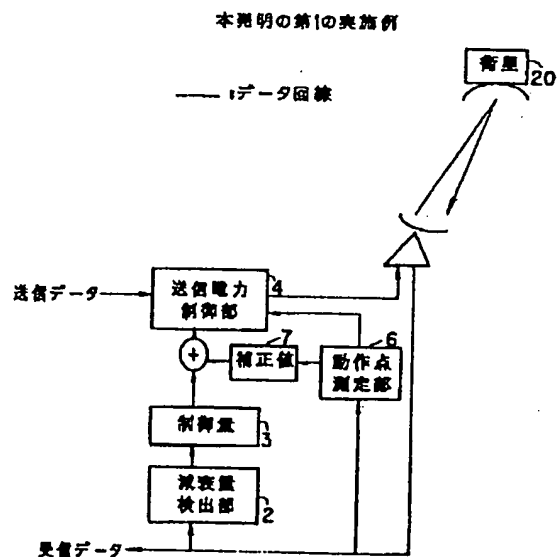 本発明の第1の実施例
:データ回線
衛星
20
送信データ
送信電力
制御部
4
+
7
補正値
6
動作点
測定部
制御量
3
減衰量
検出部
2
受信データ